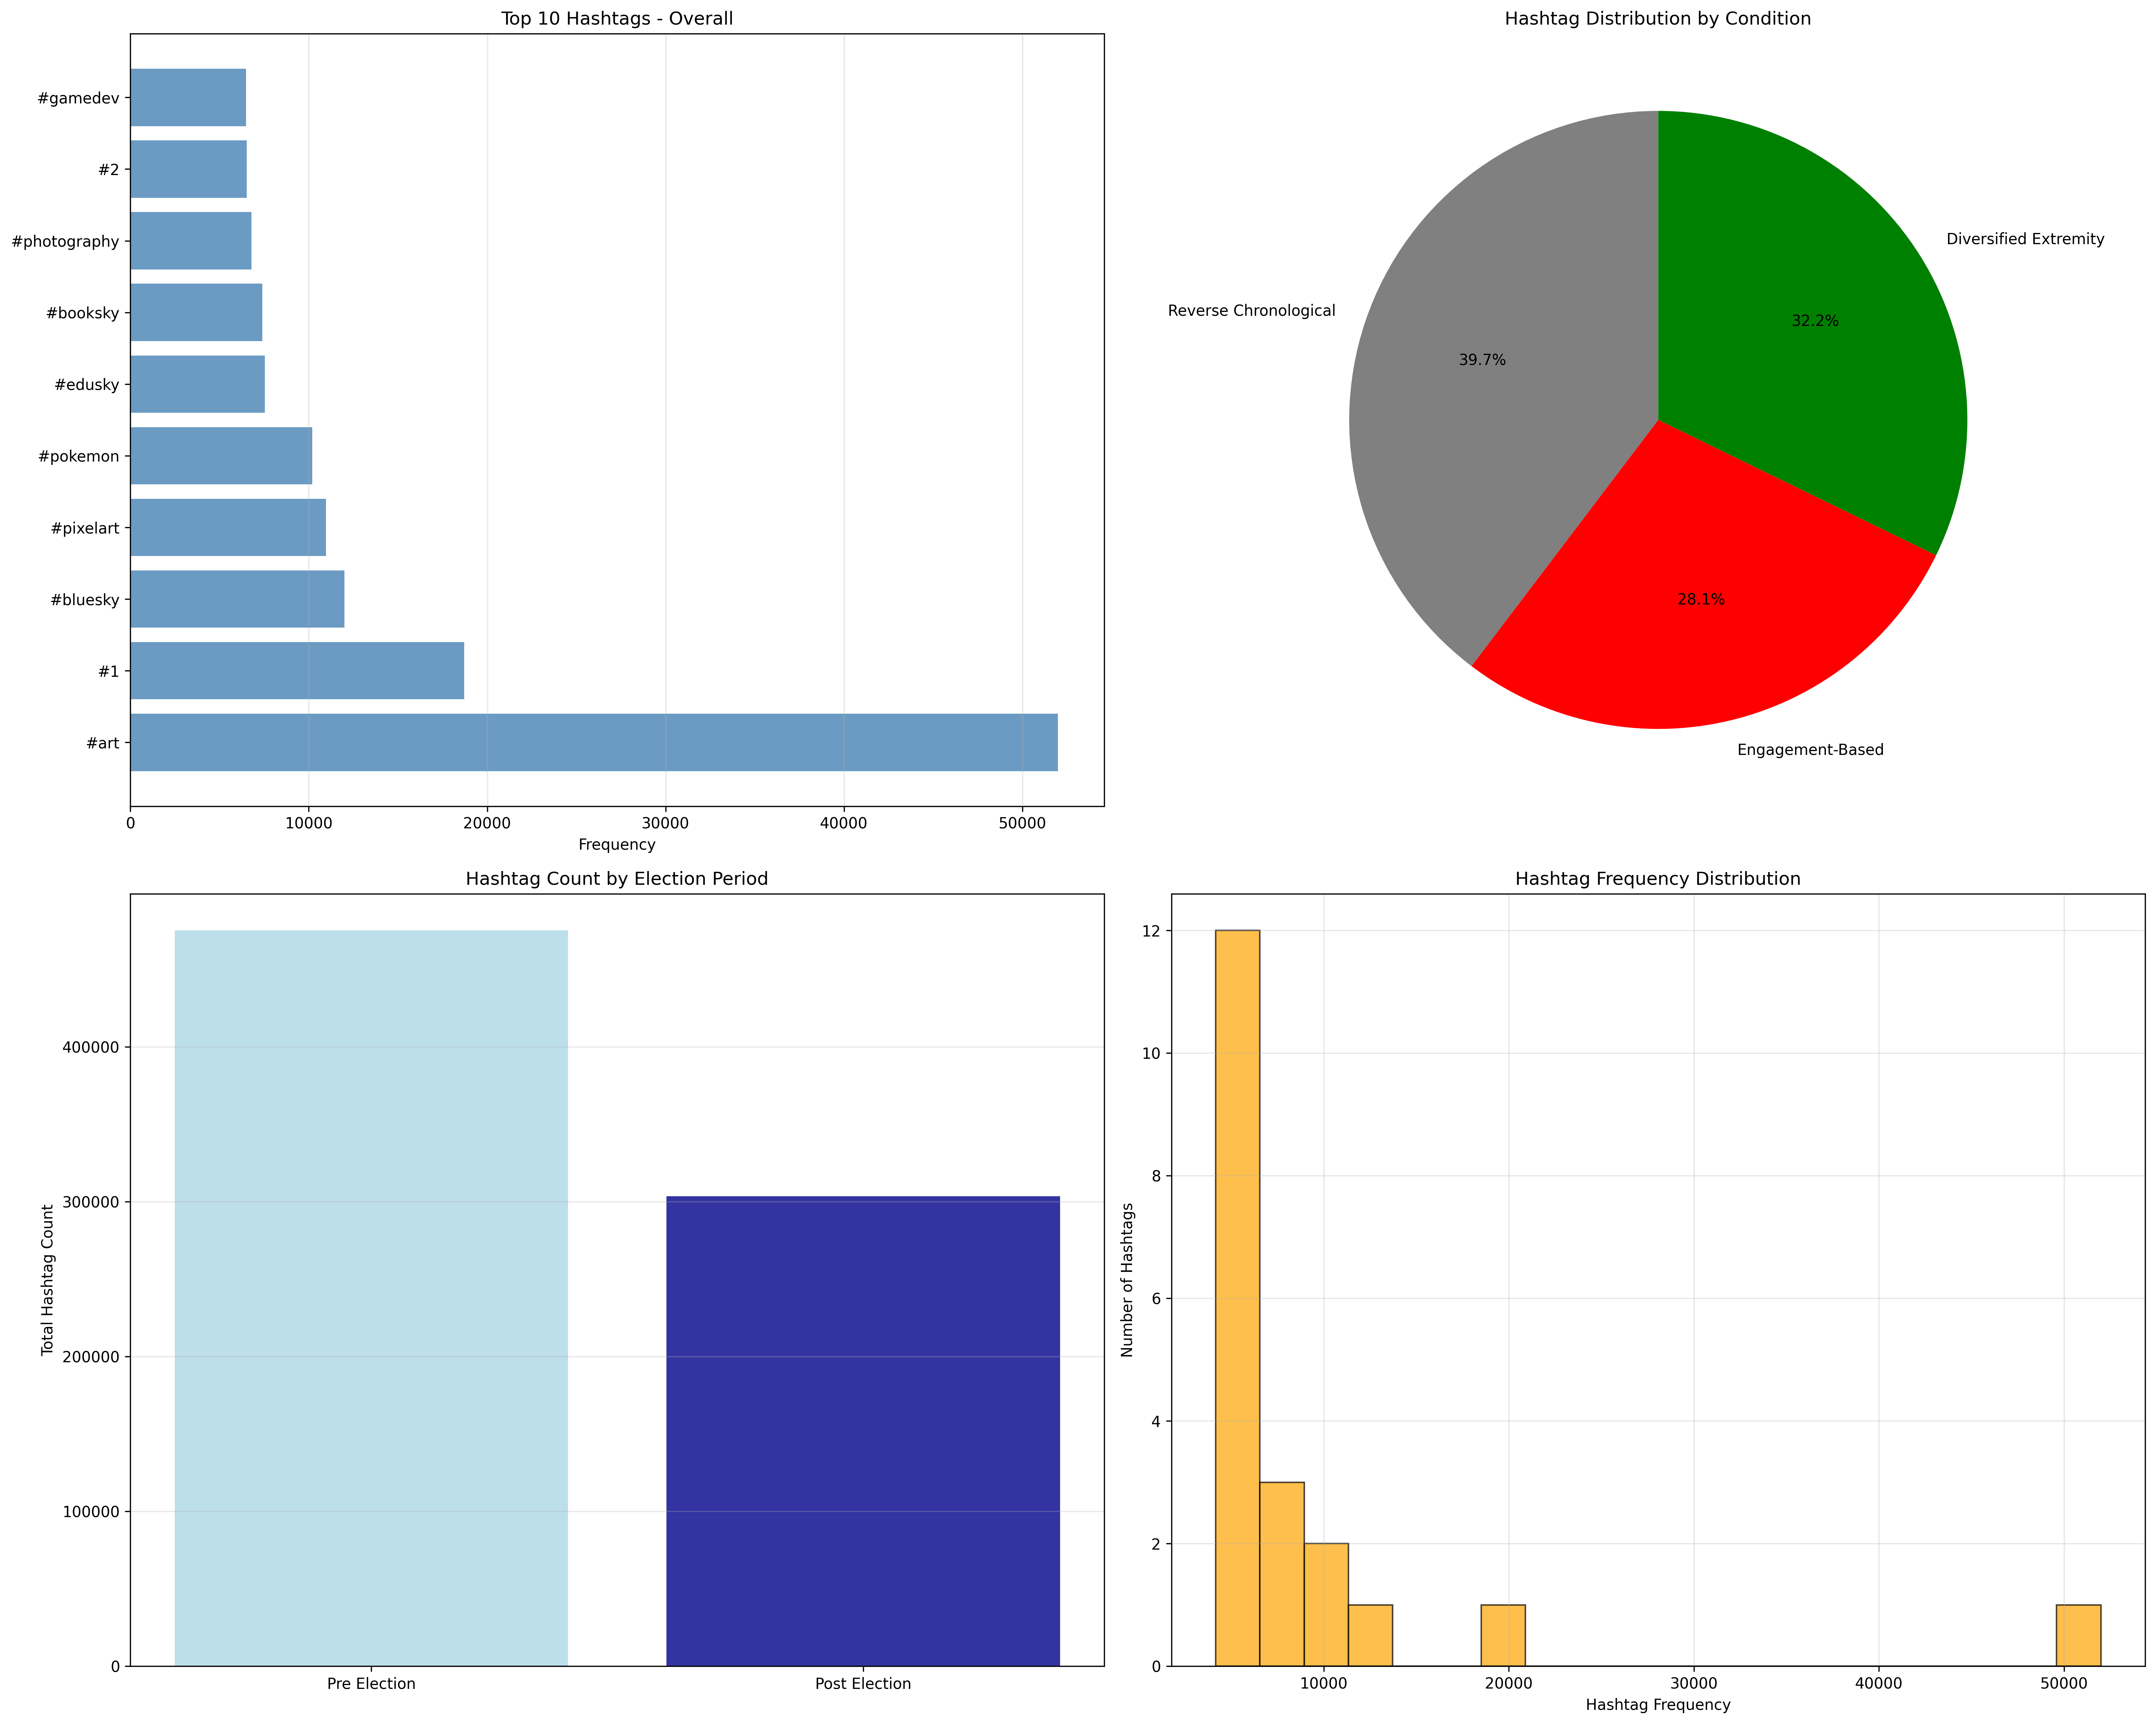 Top 10 Hashtags - Overall
#gamedev
#2
#photography
#booksky
#edusky
#pokemon
#pixelart
#bluesky
#1
#art
0 10000 20000 30000 40000 50000
Frequency
Hashtag Distribution by Condition
Diversified Extremity
Reverse Chronological
32.2%
39.7%
28.1%
Engagement-Based
Hashtag Count by Election Period
Total Hashtag Count
400000
300000
200000
100000
0
Pre Election Post Election
Hashtag Frequency Distribution
Number of Hashtags
12
10
8
6
4
2
0
10000 20000 30000 40000 50000
Hashtag Frequency